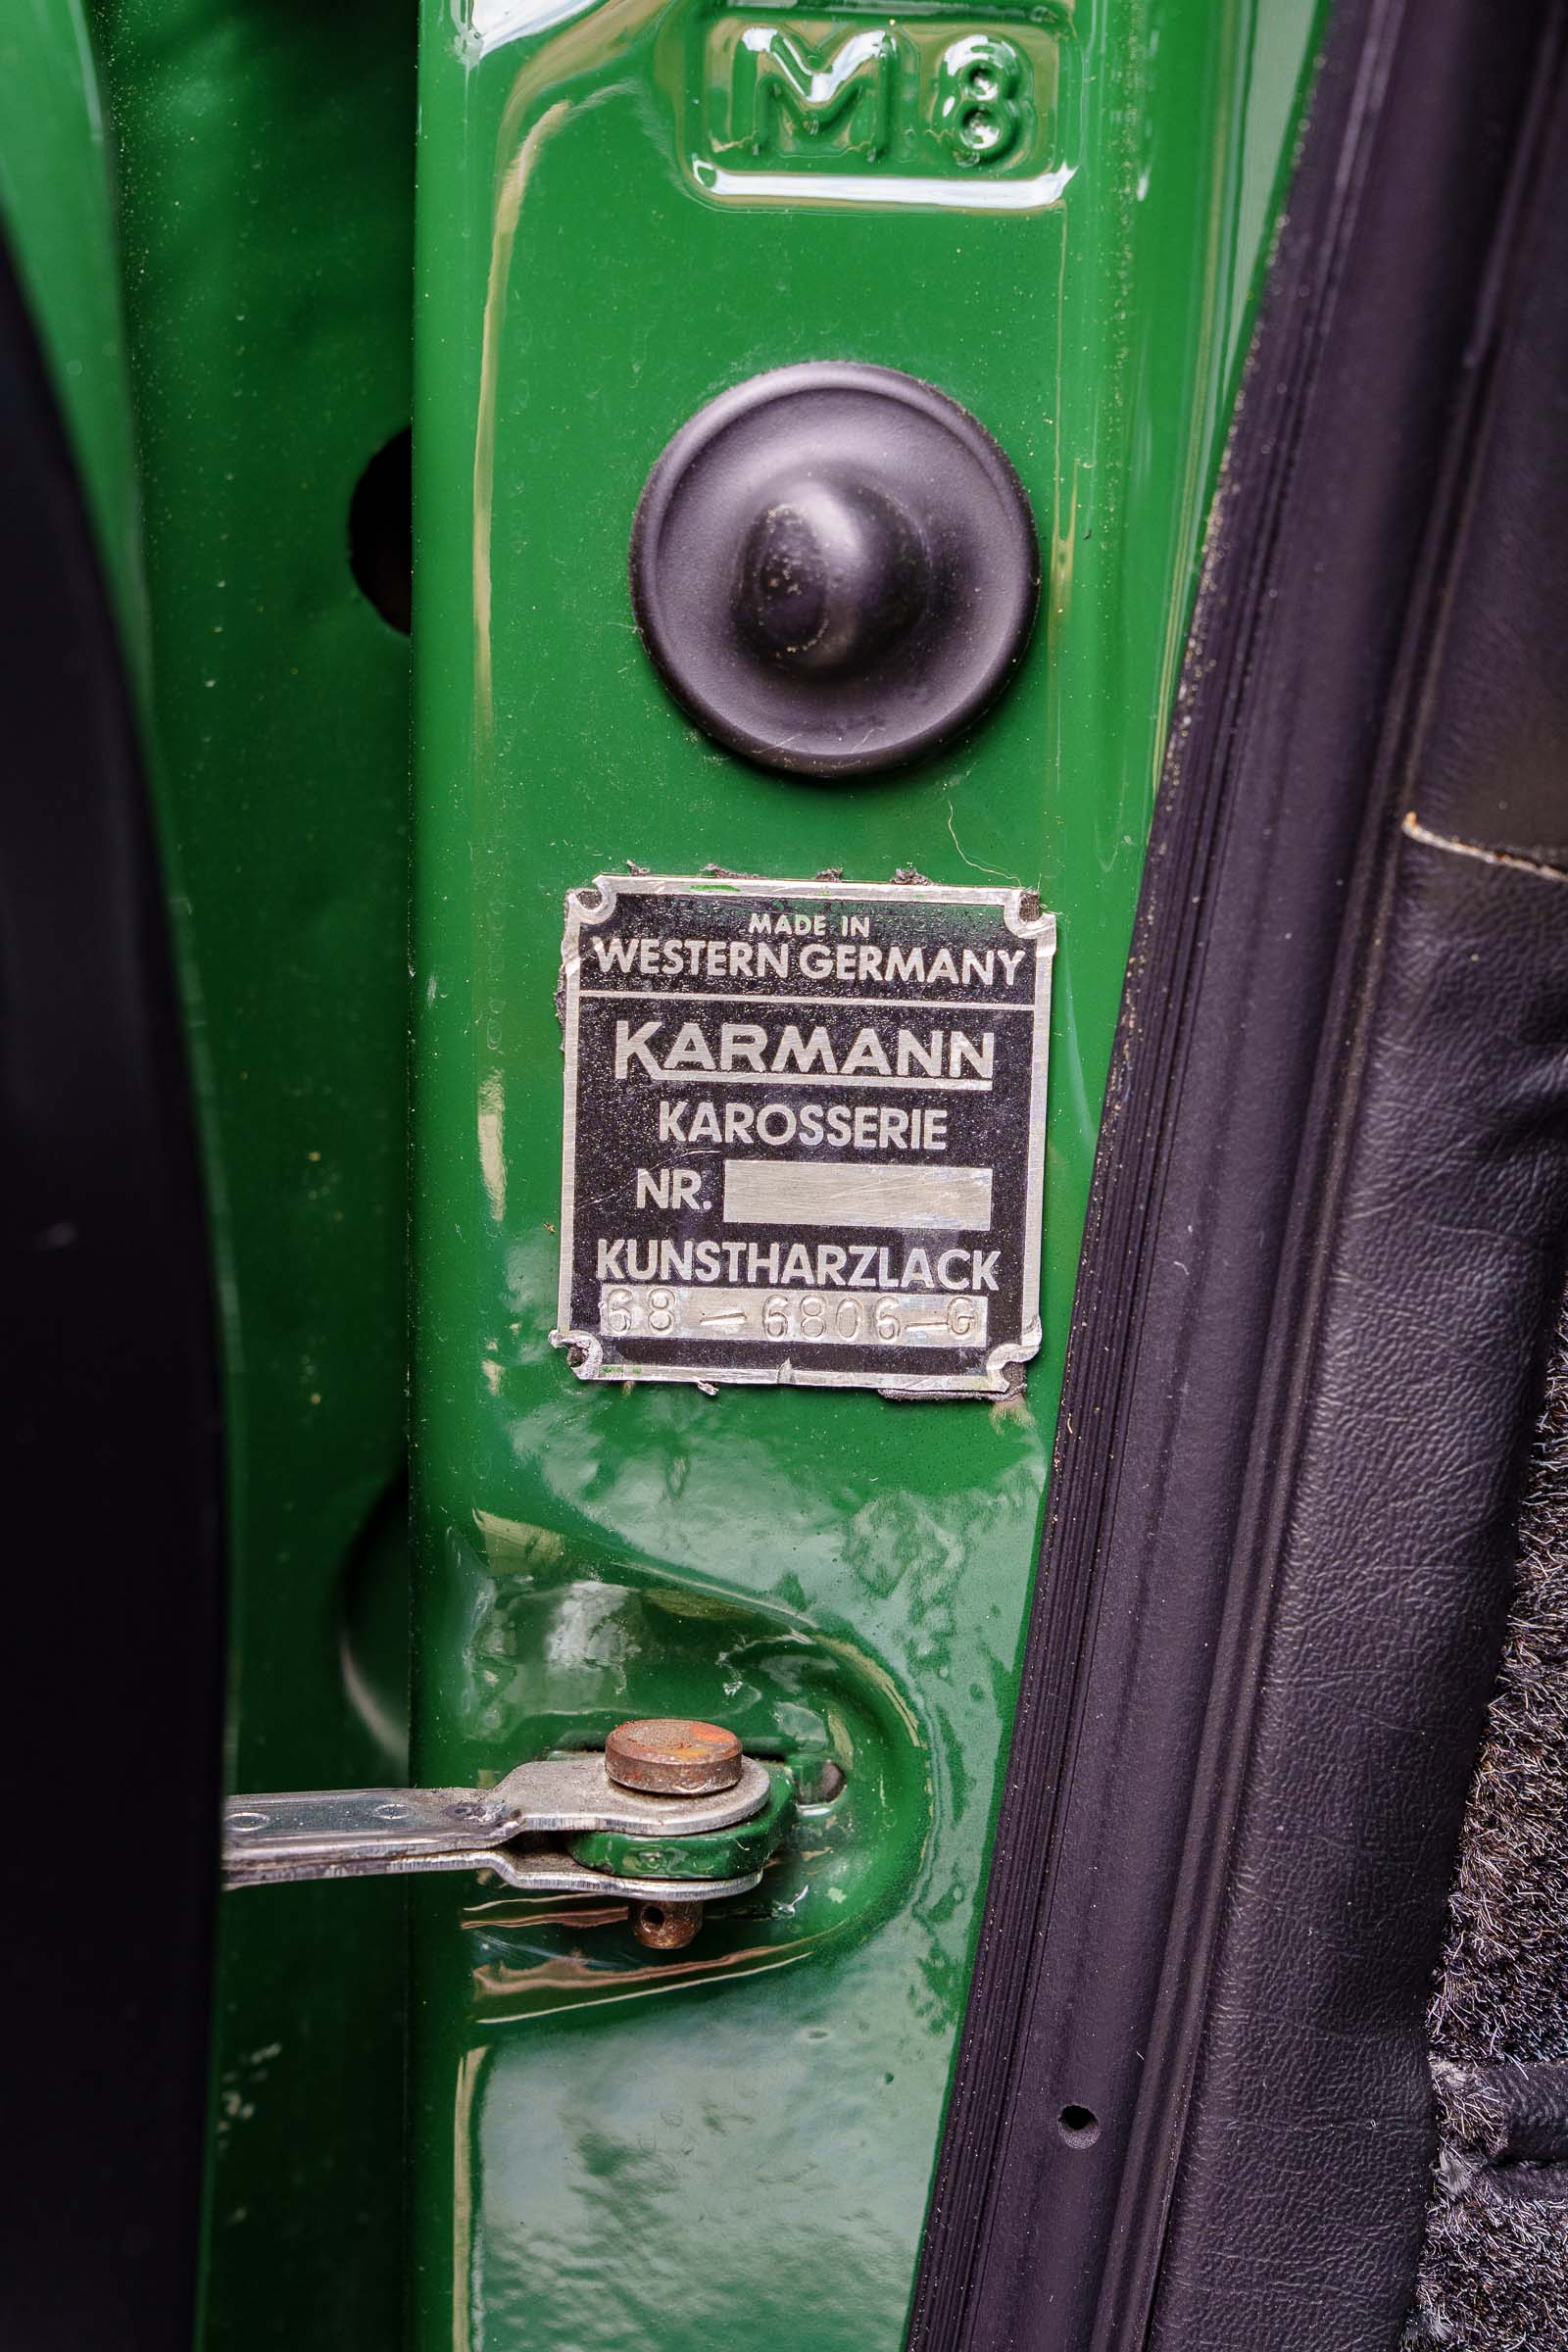 M8
MADE IN
WESTERN GERMANY
KARMANN
KAROSSERIE
NR.
KUNSTHARZLACK
68-6806-G